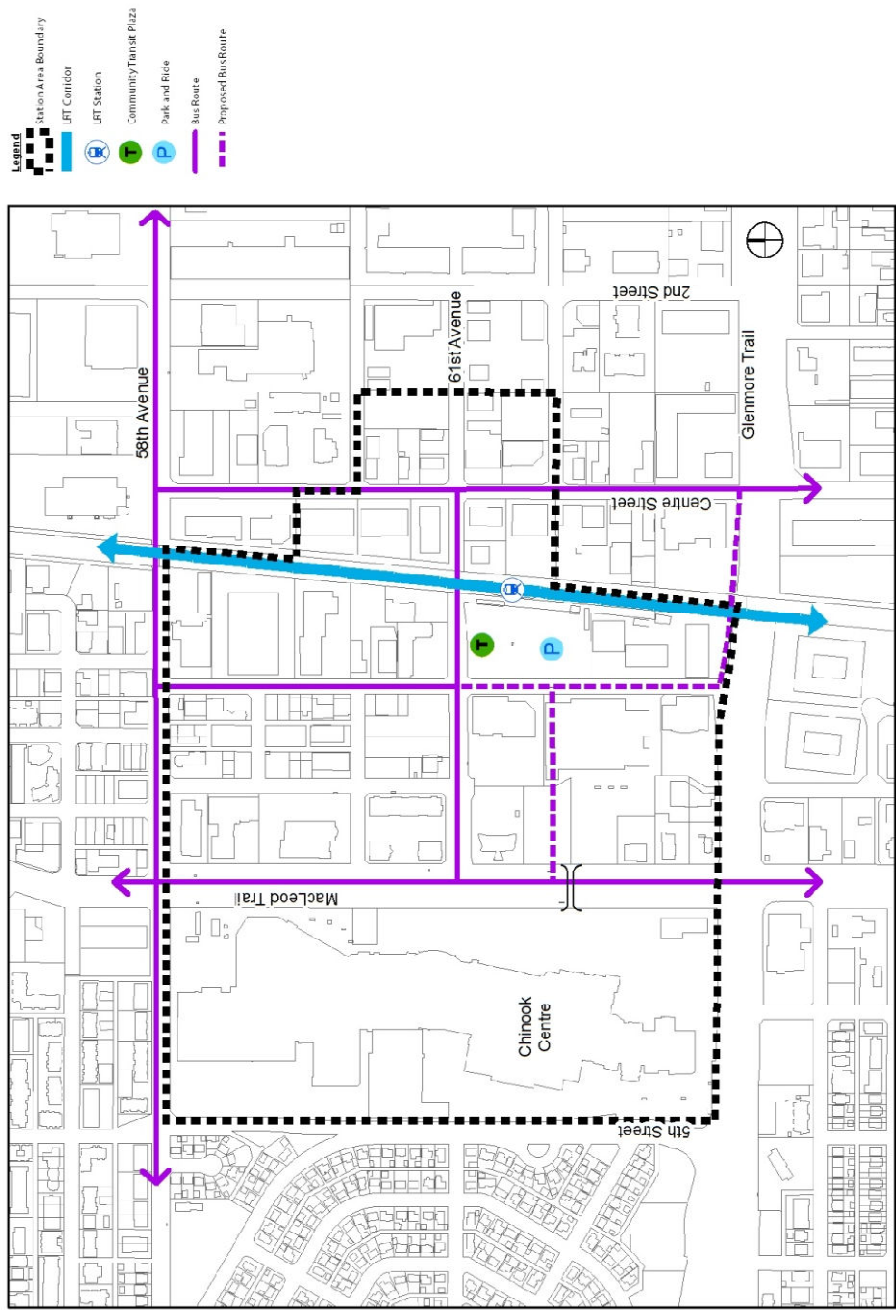 Legend
Station Area Boundary
LRT Corridor
LRT Station
T
Community Transit Plaza
P
Park and Ride
Bus Route
Proposed Bus Route
58th Avenue
61st Avenue
2nd Street
Glenmore Trail
Centre Street
T
P
MacLeod Trail
Chinook
Centre
5th Street